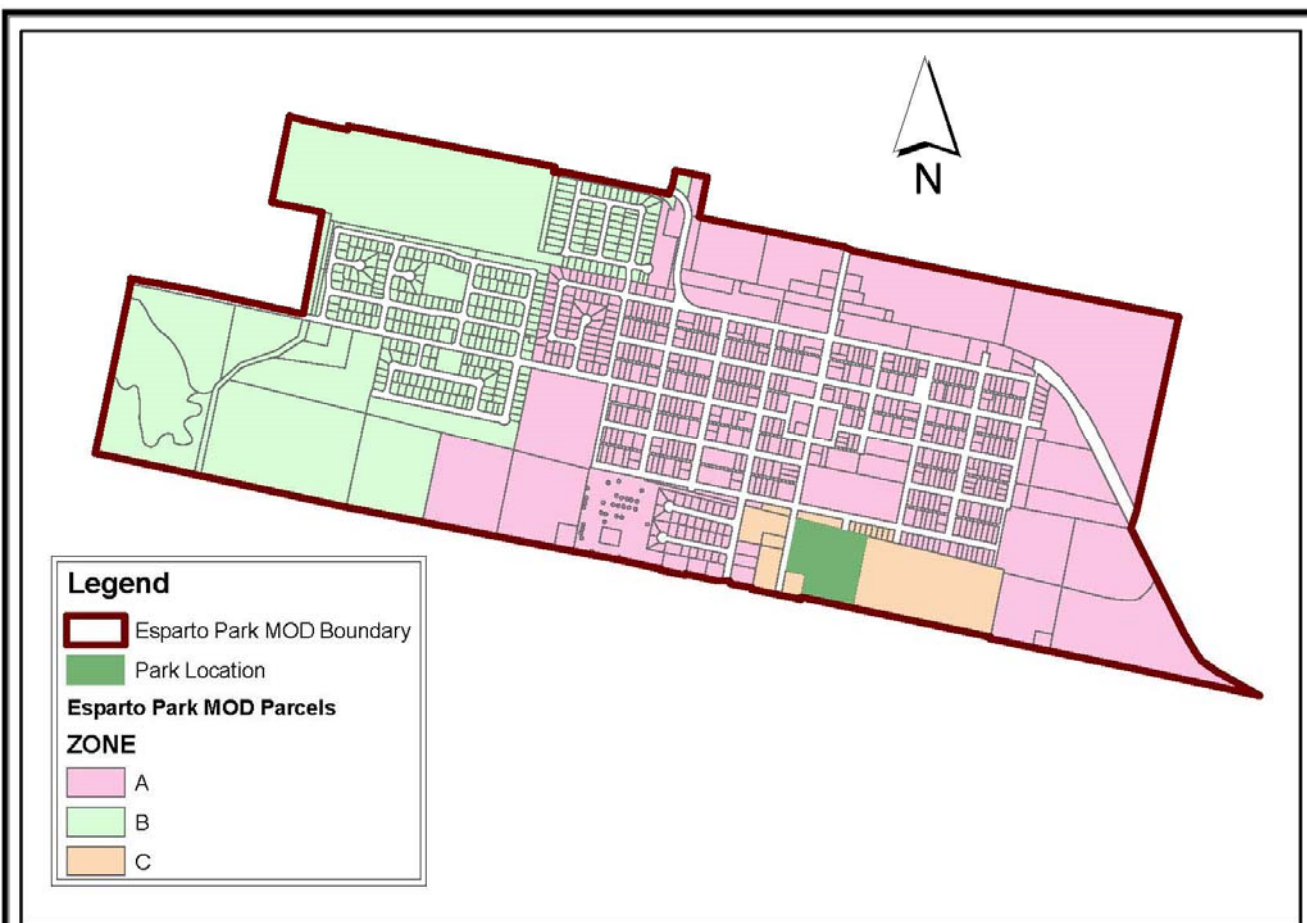 N
Legend
Esparto Park MOD Boundary
Park Location
Esparto Park MOD Parcels
ZONE
A
B
C